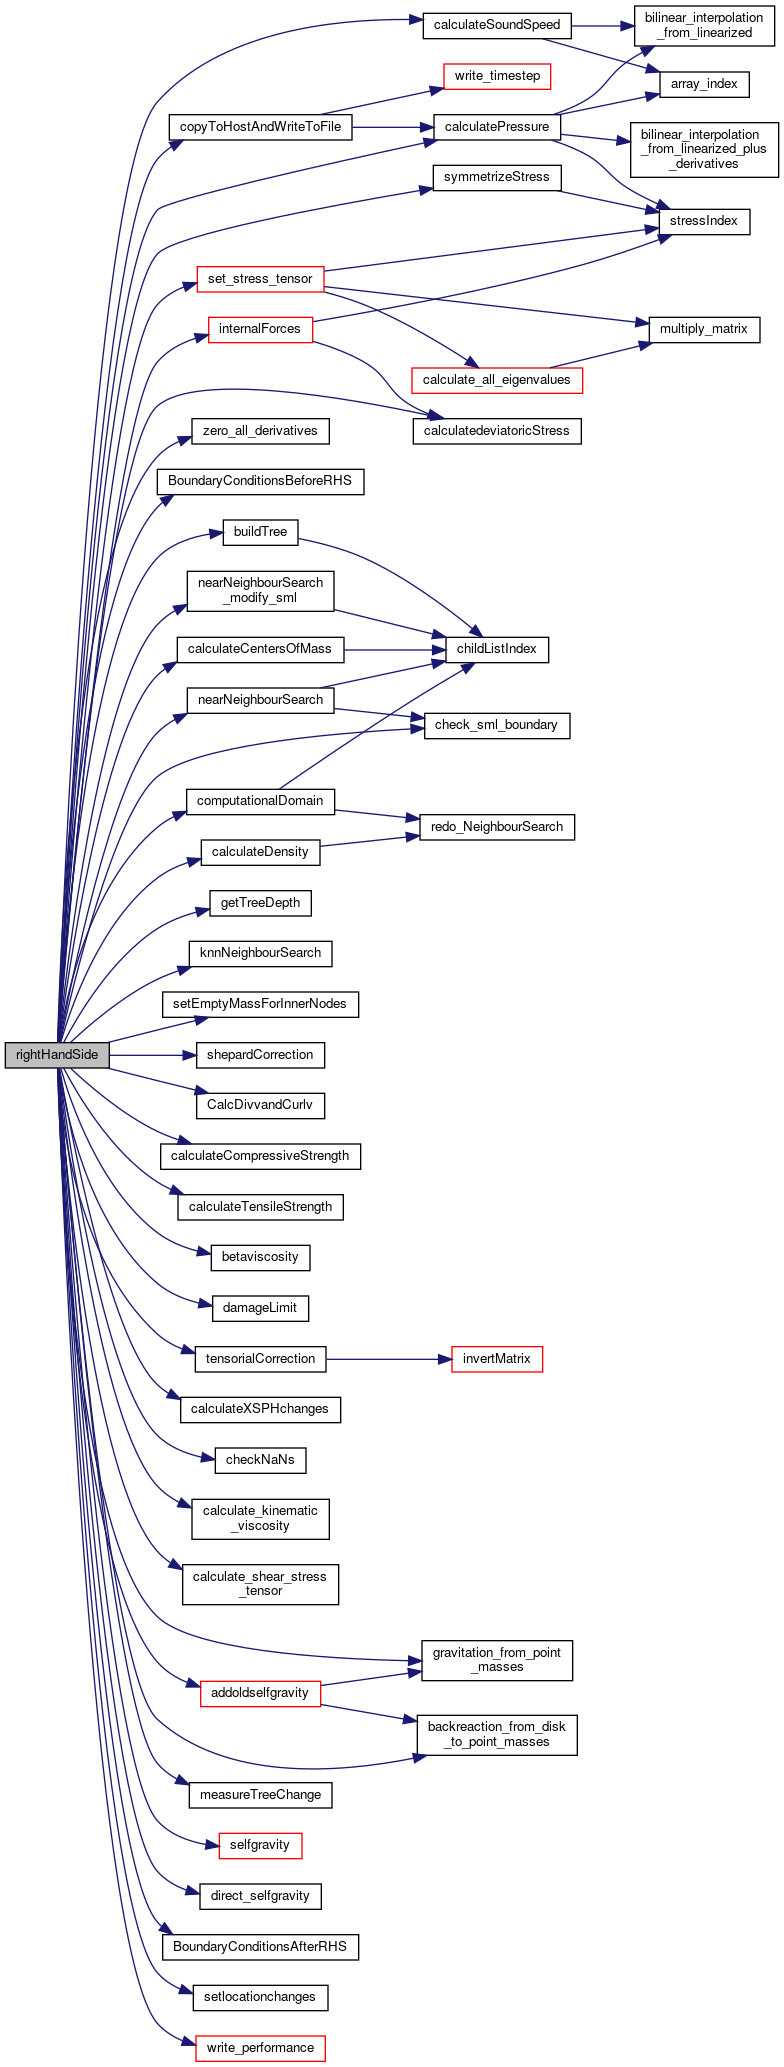 calculateSoundSpeed
bilinear_interpolation
_from_linearized
write_timestep
array_index
copyToHostAndWriteToFile
calculatePressure
bilinear_interpolation
_from_linearized_plus
_derivatives
symmetrizeStress
stressIndex
set_stress_tensor
internalForces
multiply_matrix
calculate_all_eigenvalues
zero_all_derivatives
calculatedeviatoricStress
BoundaryConditionsBeforeRHS
buildTree
nearNeighbourSearch
_modify_sml
calculateCentersOfMass
childListIndex
nearNeighbourSearch
check_sml_boundary
computationalDomain
redo_NeighbourSearch
calculateDensity
getTreeDepth
knnNeighbourSearch
setEmptyMassForInnerNodes
rightHandSide
shepardCorrection
CalcDivvandCurlv
calculateCompressiveStrength
calculateTensileStrength
betaviscosity
damageLimit
tensorialCorrection
invertMatrix
calculateXSPHchanges
checkNaNs
calculate_kinematic
_viscosity
calculate_shear_stress
_tensor
gravitation_from_point
_masses
addoldselfgravity
backreaction_from_disk
_to_point_masses
measureTreeChange
selfgravity
direct_selfgravity
BoundaryConditionsAfterRHS
setlocationchanges
write_performance